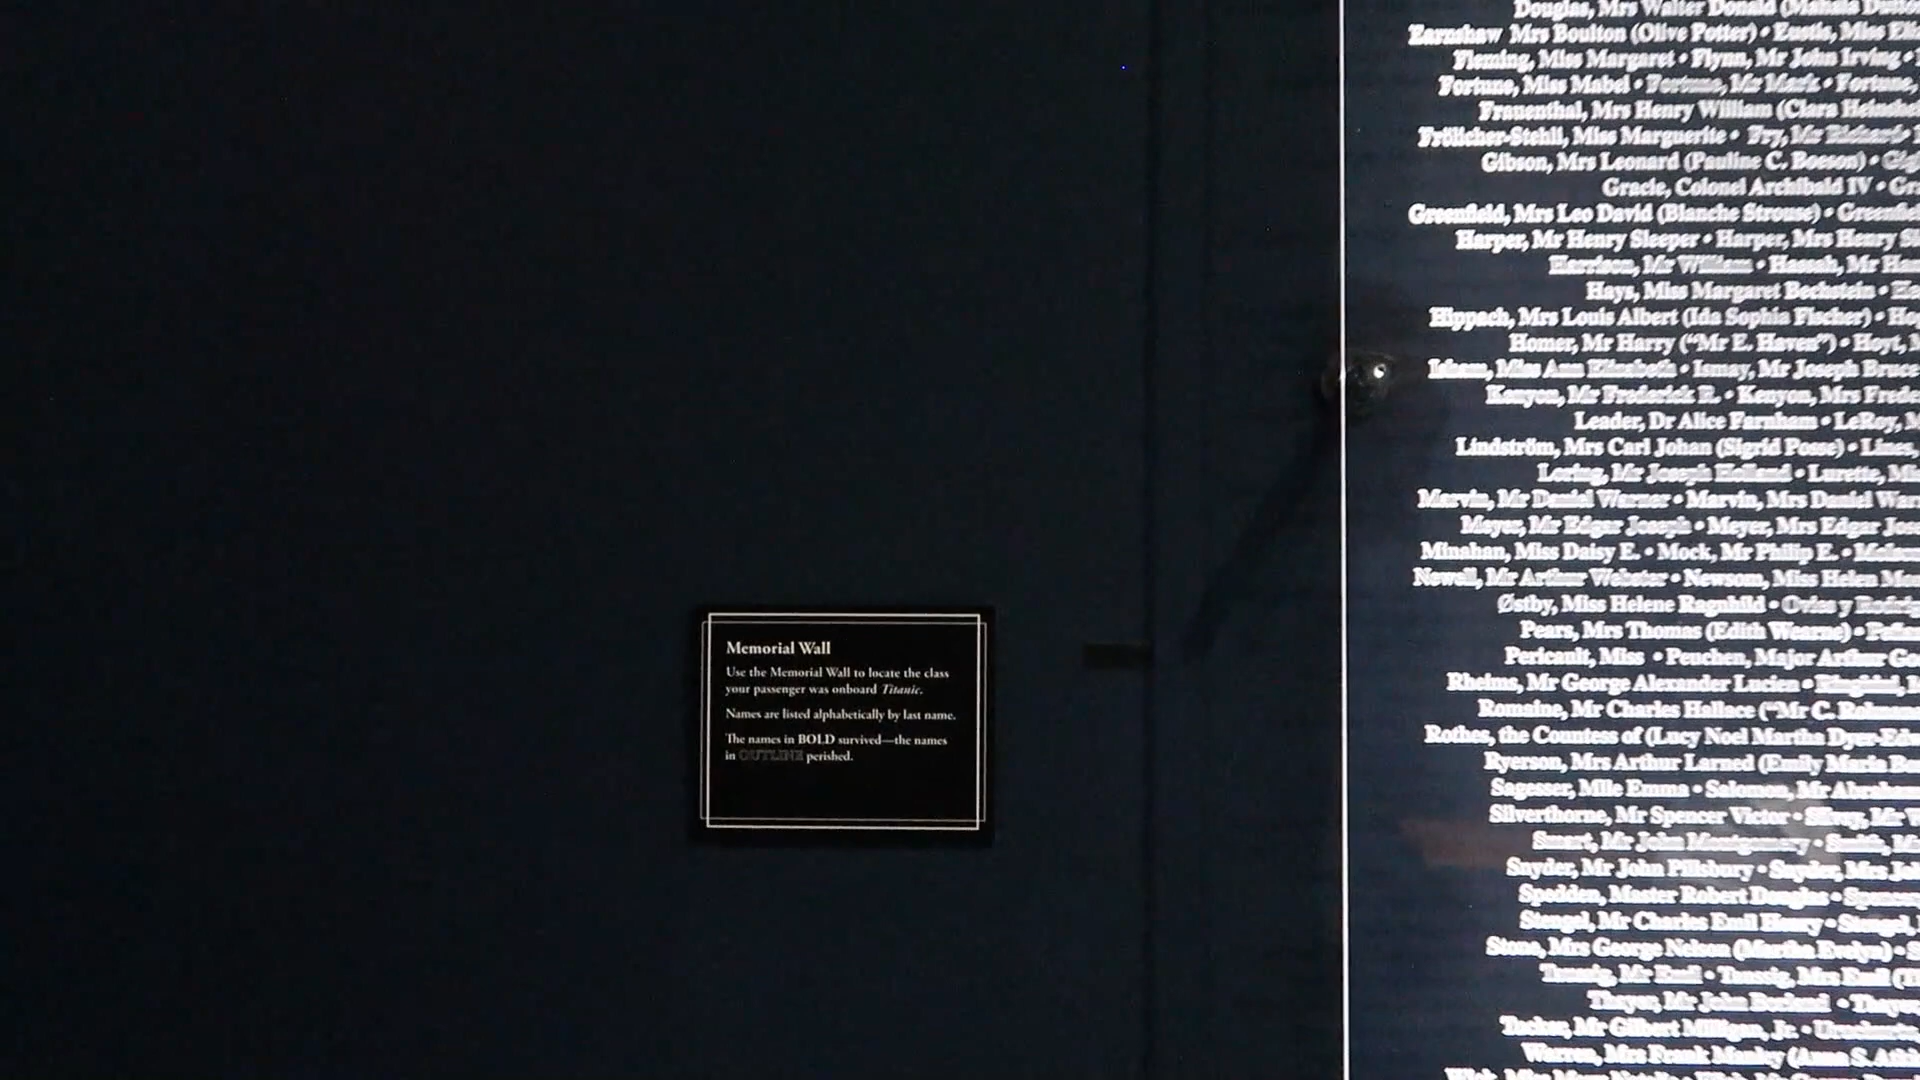 Memorial Wall
Use the Memorial Wall to locate the class
your passenger was onboard Titanic.
Names are listed alphabetically by last name.
The names in BOLD survived—the names
in OUTLINE perished.
Douglas, Mrs Walter Donald (Mahala
Earnshaw Mrs Boulton (Olive Potter) • Eustis, Miss
Fleming, Miss Margaret • Flynn, Mr John Irving •
Fortune, Miss Mabel • Fortune, Mr Mark • Fortune,
Frauenthal, Mrs Henry William (Clara
Frölicher-Stehli, Miss Marguerite • Fry, Mr Richard •
Gibson, Mrs Leonard (Pauline C. Boeson) •
Gracie, Colonel Archibald IV •
Greenfield, Mrs Leo David (Blanche Strouse) •
Harper, Mr Henry Sleeper • Harper, Mrs Henry
Harrison, Mr William • Hassah, Mr
Hays, Miss Margaret Bechstein •
Hippach, Mrs Louis Albert (Ida Sophia Fischer) •
Homer, Mr Harry (“Mr E. Haven”) • Hoyt,
Isham, Miss Ann Elizabeth • Ismay, Mr Joseph Bruce
Kenyon, Mr Frederick R. • Kenyon, Mrs
Leader, Dr Alice Farnham • LeRoy,
Lindström, Mrs Carl Johan (Sigrid Posse) • Lines,
Loring, Mr Joseph Holland • Lurette,
Marvin, Mr Daniel Warner • Marvin, Mrs Daniel
Meyer, Mr Edgar Joseph • Meyer, Mrs Edgar
Minahan, Miss Daisy E. • Mock, Mr Philip E. •
Newell, Mr Arthur Webster • Newsom, Miss Helen
Østby, Miss Helene Ragnhild • Oviés y
Pears, Mrs Thomas (Edith Wearne) •
Pericault, Miss • Peuchen, Major Arthur
Rheims, Mr George Alexander Lucien •
Romaine, Mr Charles Hallace (“Mr C.
Rothes, the Countess of (Lucy Noel Martha
Ryerson, Mrs Arthur Larned (Emily Maria
Sagesser, Mlle Emma • Salomon, Mr
Silverthorne, Mr Spencer Victor • Silvey, Mr
Smart, Mr John Montgomery •
Snyder, Mr John Pillsbury • Snyder, Mrs
Spedden, Master Robert Douglas •
Stengel, Mr Charles Emil Henry • Stengel,
Stone, Mrs George Nelson (Martha Evelyn) •
Taussig, Mr Emil • Taussig, Mrs Emil
Thayer, Mr John Borland •
Tucker, Mr Gilbert Milligan, Jr. •
Warren, Mrs Frank Manley (Anna S.